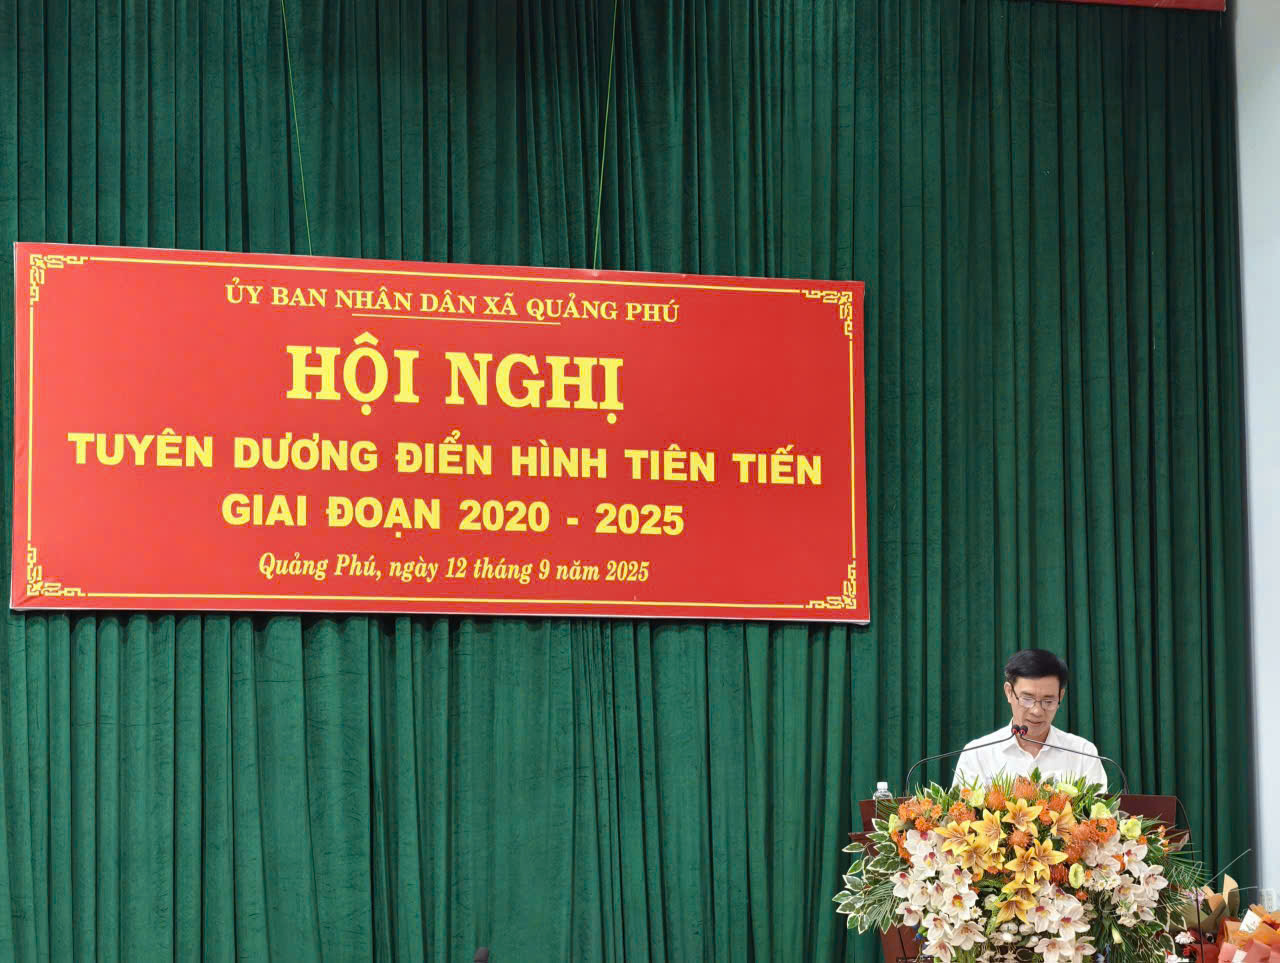 ỦY BAN NHÂN DÂN XÃ QUẢNG PHÚ
HỘI NGHỊ
TUYÊN DƯƠNG ĐIỂN HÌNH TIÊN TIẾN
GIAI ĐOẠN 2020 - 2025
Quảng Phú, ngày 12 tháng 9 năm 2025